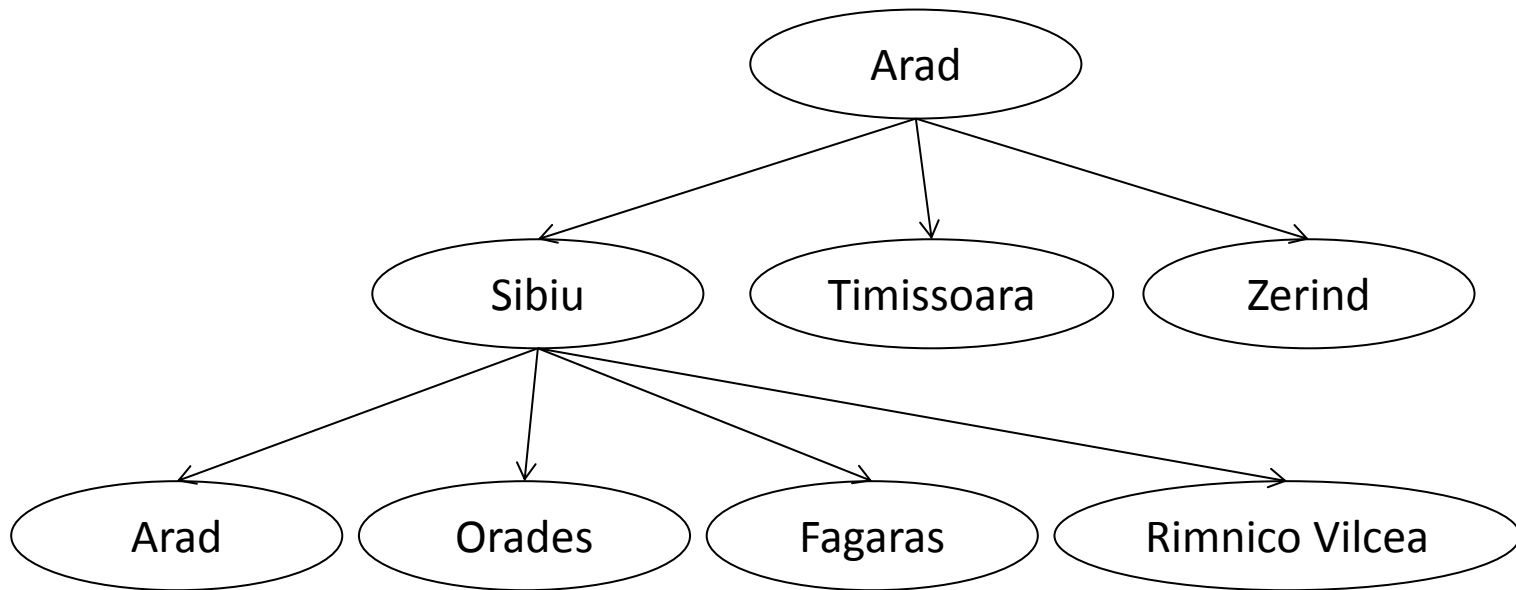 Arad
Sibiu
Timissoara
Zerind
Arad
Orades
Fagaras
Rimnico Vilcea